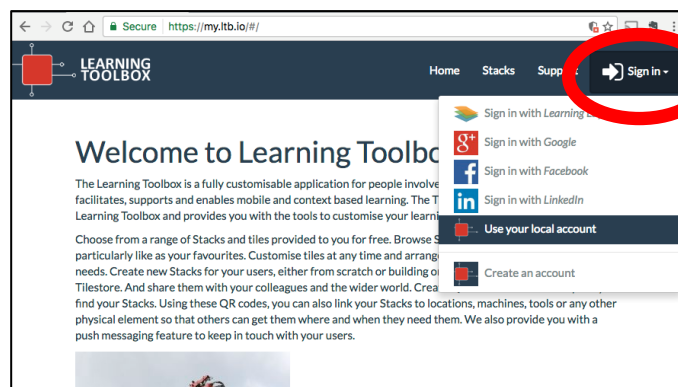 Secure https://my.ltb.io/#/
LEARNING
TOOLBOX
Home Stacks Sign in
Sign in with Learning
Sign in with Google
Sign in with Facebook
Sign in with LinkedIn
Use your local account
Create an account
Welcome to Learning
The Learning Toolbox is a fully customisable application for people
facilitates, supports and enables mobile and context based learning. The
Learning Toolbox and provides you with the tools to customise your
Choose from a range of Stacks and tiles provided to you for free. Browse
particularly like as your favourites. Customise tiles at any time and
needs. Create new Stacks for your users, either from scratch or building
Tilestore. And share them with your colleagues and the wider world.
find your Stacks. Using these QR codes, you can also link your Stacks to locations, machines, tools or any other
physical element so that others can get them where and when they need them. We also provide you with a
push messaging feature to keep in touch with your users.